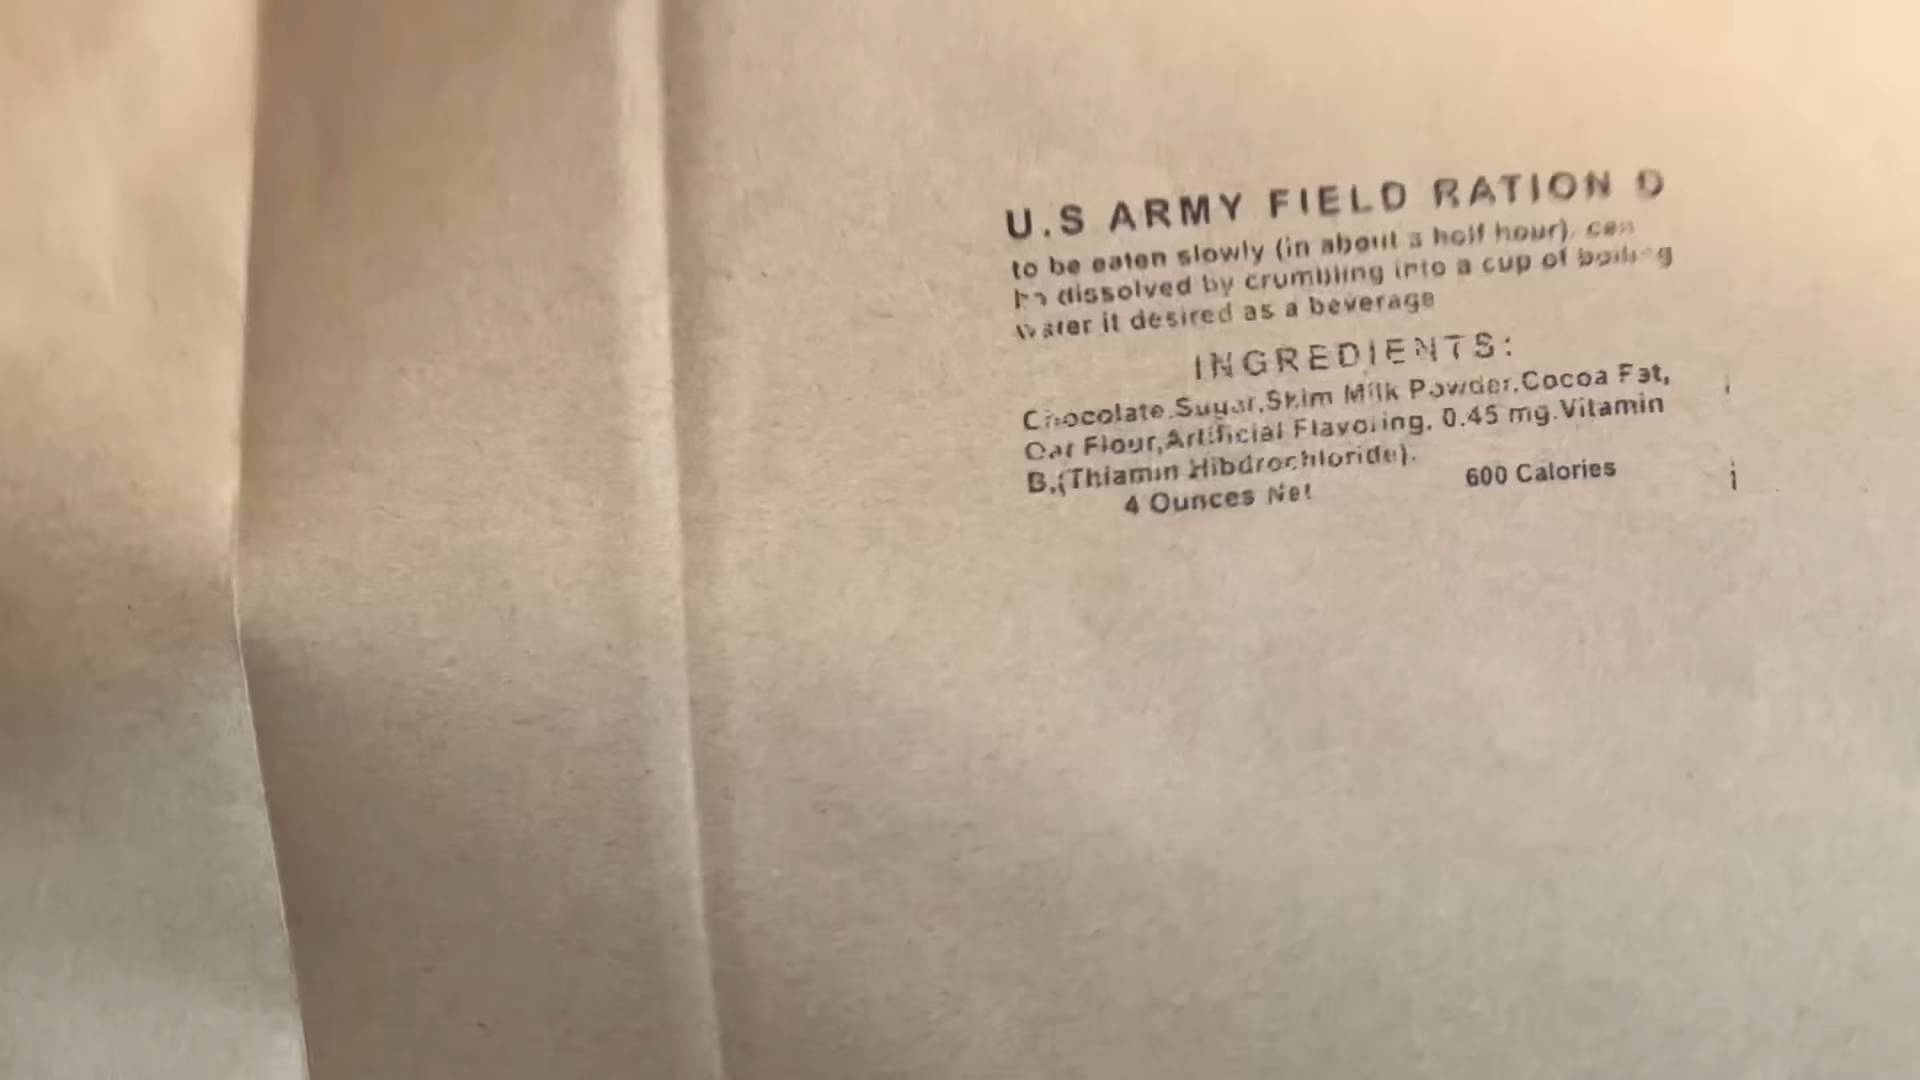 U.S ARMY FIELD RATION D
to be eaten slowly (in about a half hour), can
be dissolved by crumbling into a cup of boiling
water it desired as a beverage
INGREDIENTS:
Chocolate.Sugar.Skim Milk Powder.Cocoa Fat,
Oat Flour,Artificial Flavoring, 0.45 mg.Vitamin
B,(Thiamin Hibdrochloride).
4 Ounces Net 600 Calories